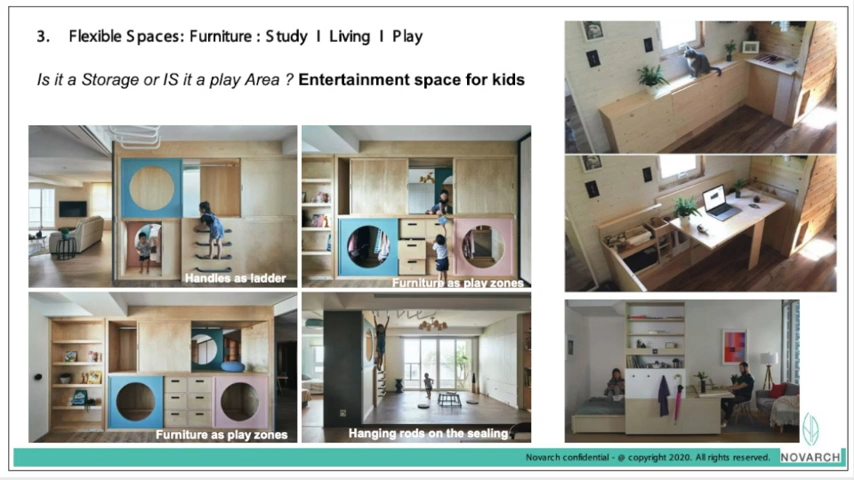 3. Flexible Spaces: Furniture : Study I Living I Play
Is it a Storage or IS it a play Area ? Entertainment space for kids
Handles as ladder
Furniture as play zones
Furniture as play zones
Hanging rods on the sealing
Novarch confidential - @ copyright 2020. All rights reserved.
NOVARCH